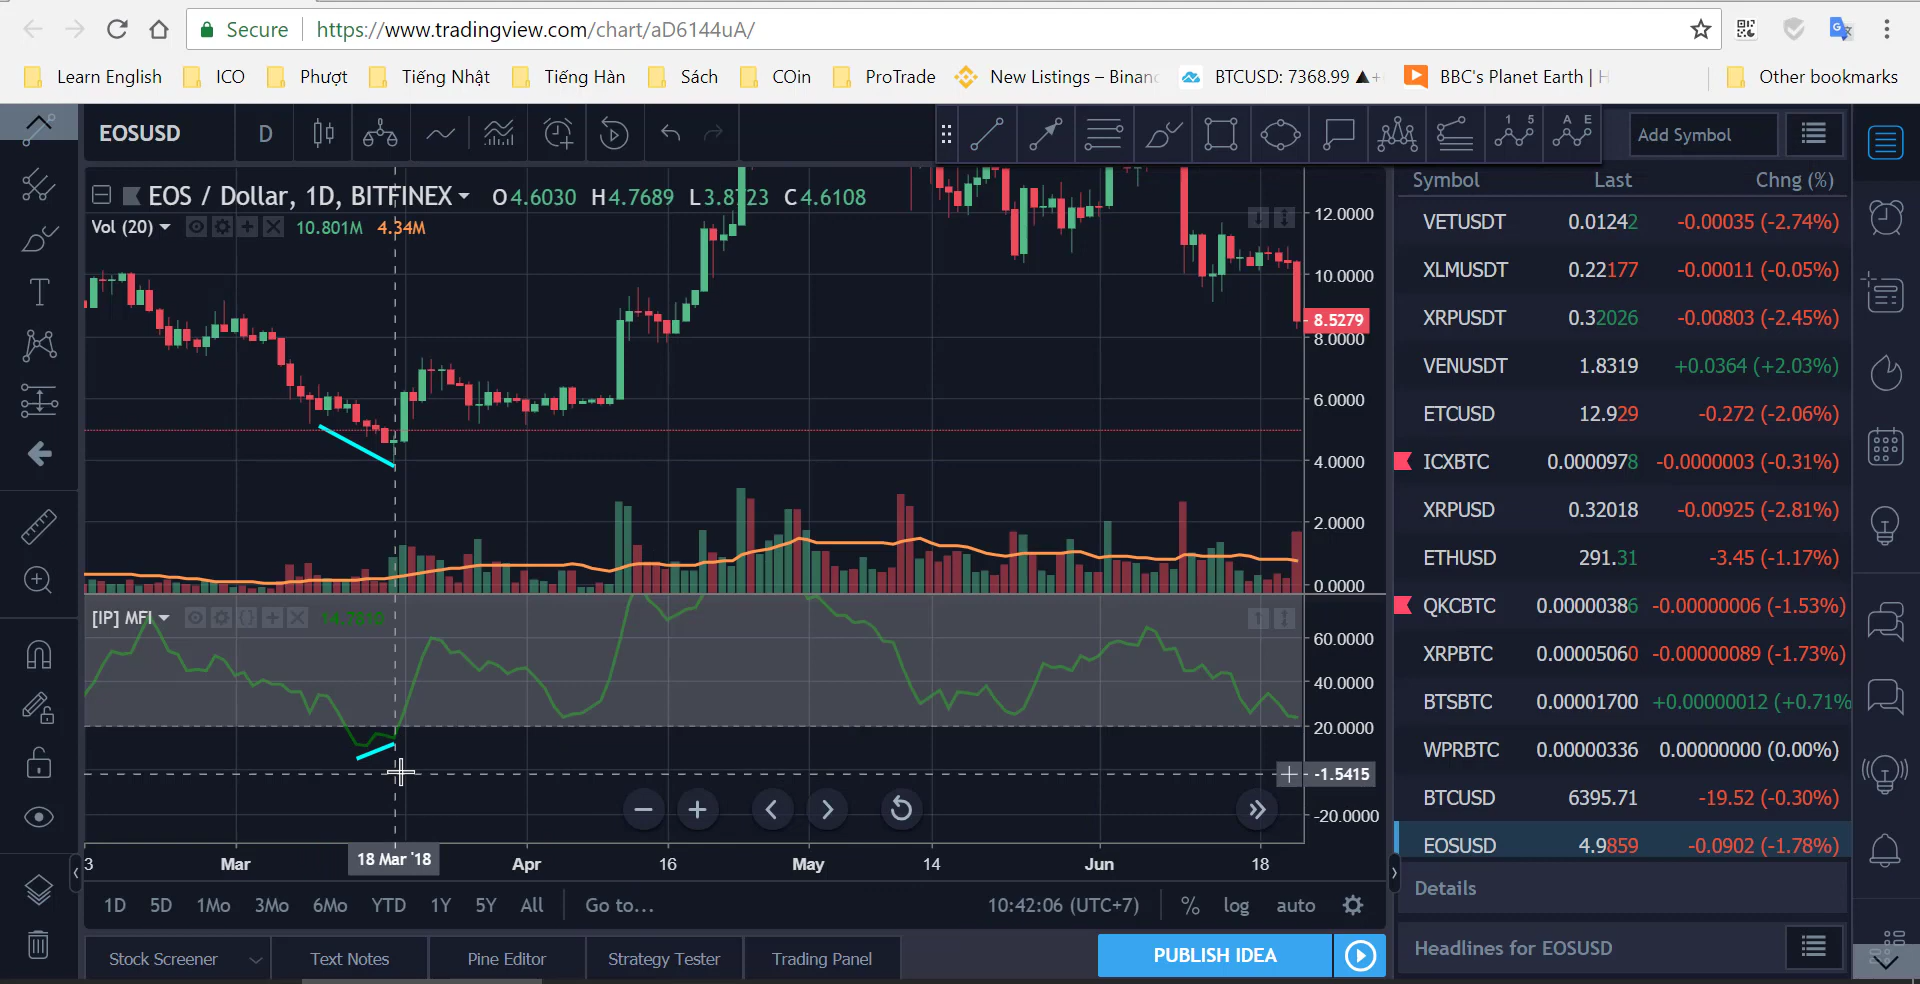 Secure https://www.tradingview.com/chart/aD6144uA/
Learn English ICO Phượt Tiếng Nhật Tiếng Hàn Sách COin ProTrade New Listings – Binanc BTCUSD: 7368.99 ▲+ BBC's Planet Earth | H Other bookmarks
EOSUSD D 1 5 A E Add Symbol
EOS / Dollar, 1D, BITFINEX O4.6030 H4.7689 L3.8723 C4.6108
Vol (20) 10.801M 4.34M
12.0000
10.0000
8.5279
8.0000
6.0000
4.0000
2.0000
0.0000
[IP] MFI
60.0000
40.0000
20.0000
-1.5415
-20.0000
3 Mar 18 Mar '18 Apr 16 May 14 Jun 18
1D 5D 1Mo 3Mo 6Mo YTD 1Y 5Y All Go to... 10:42:06 (UTC+7) % log auto
Stock Screener Text Notes Pine Editor Strategy Tester Trading Panel PUBLISH IDEA
Symbol Last Chng (%)
VETUSDT 0.01242 -0.00035 (-2.74%)
XLMUSDT 0.22177 -0.00011 (-0.05%)
XRPUSDT 0.32026 -0.00803 (-2.45%)
VENUSDT 1.8319 +0.0364 (+2.03%)
ETCUSD 12.929 -0.272 (-2.06%)
ICXBTC 0.0000978 -0.0000003 (-0.31%)
XRPUSD 0.32018 -0.00925 (-2.81%)
ETHUSD 291.31 -3.45 (-1.17%)
QKCBTC 0.00000386 -0.00000006 (-1.53%)
XRPBTC 0.00005060 -0.00000089 (-1.73%)
BTSBTC 0.00001700 +0.00000012 (+0.71%
WPRBTC 0.00000336 0.00000000 (0.00%)
BTCUSD 6395.71 -19.52 (-0.30%)
EOSUSD 4.9859 -0.0902 (-1.78%)
Details
Headlines for EOSUSD